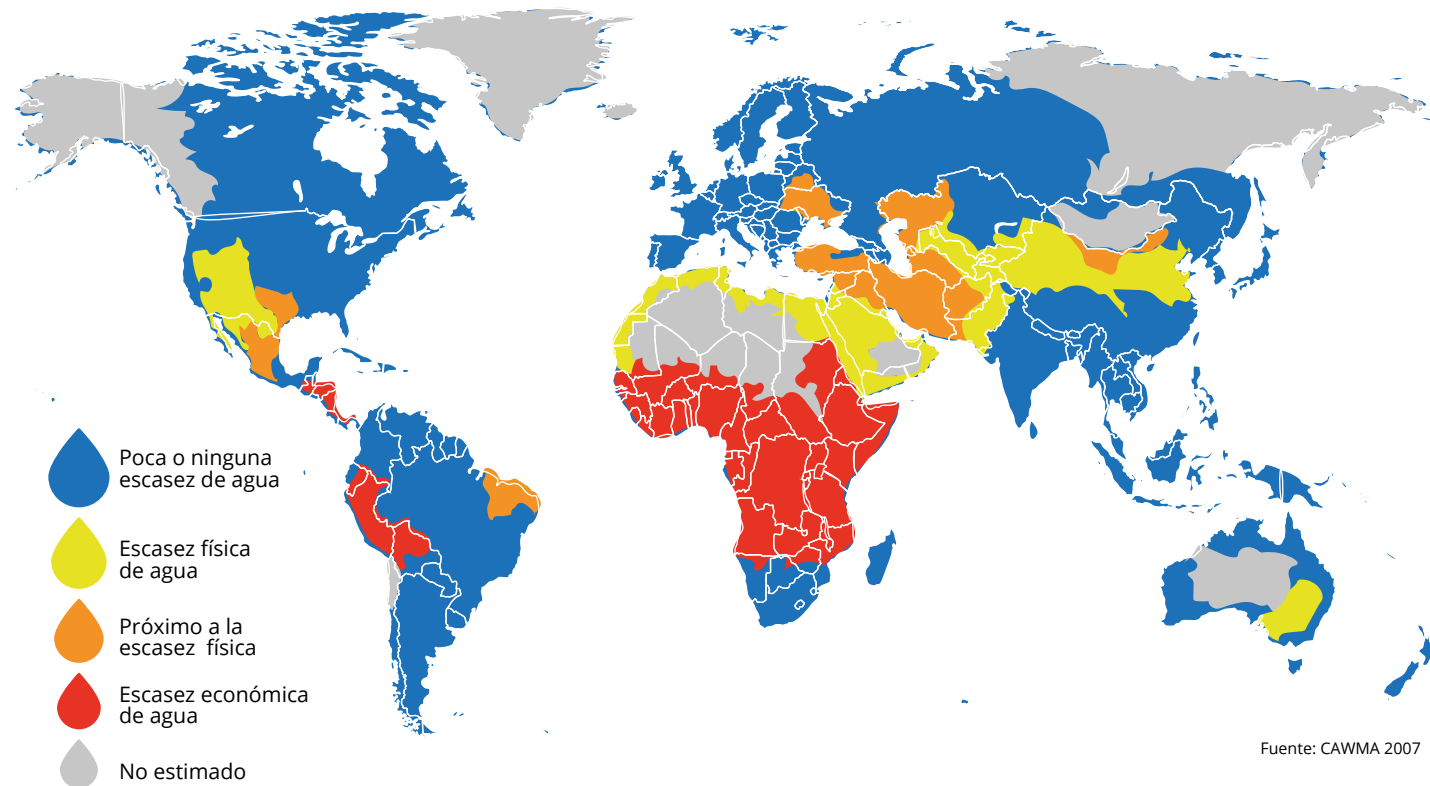 Poca o ninguna
escasez de agua
Escasez física
de agua
Próximo a la
escasez física
Escasez económica
de agua
No estimado
Fuente: CAWMA 2007